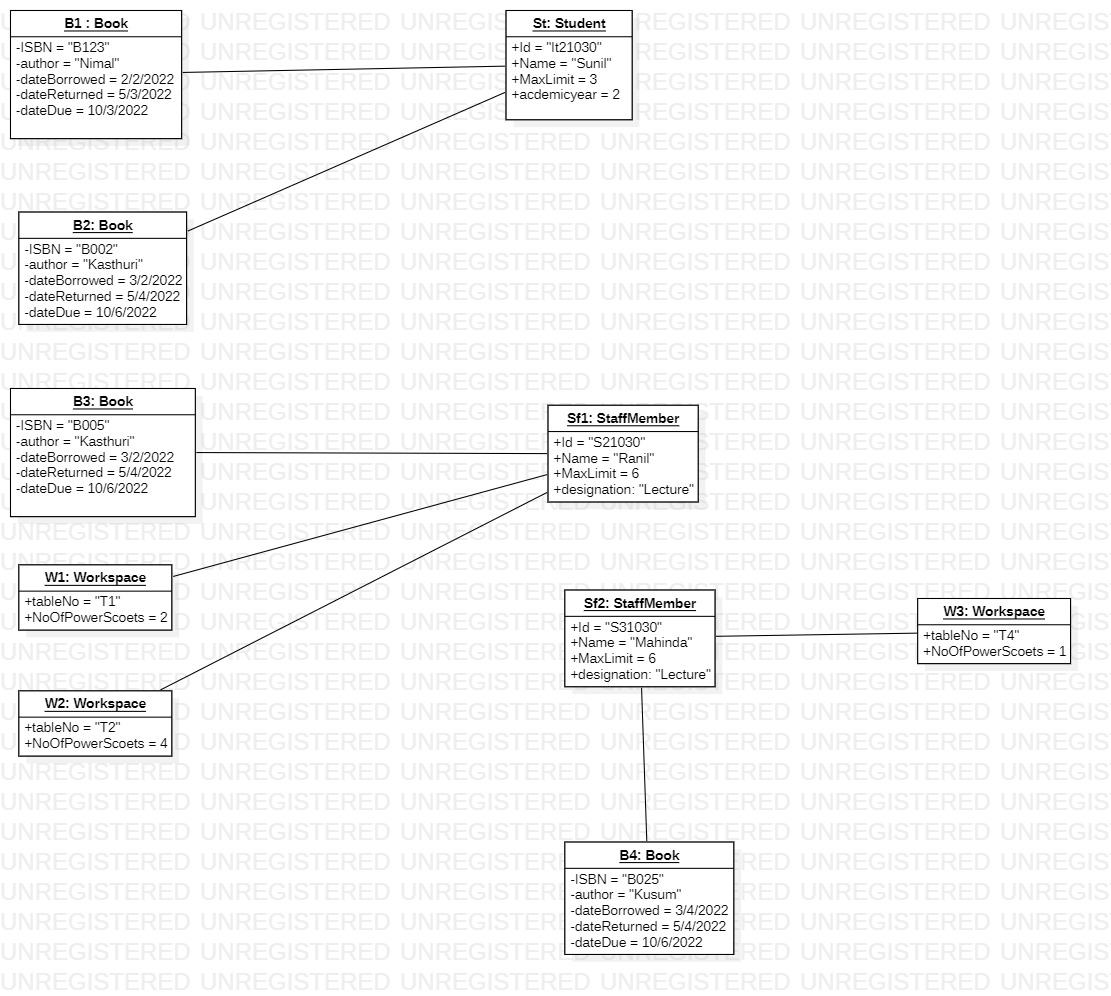 B1 : Book
-ISBN = "B123"
-author = "Nimal"
-dateBorrowed = 2/2/2022
-dateReturned = 5/3/2022
-dateDue = 10/3/2022
St: Student
+Id = "It21030"
+Name = "Sunil"
+MaxLimit = 3
+acdemicyear = 2
B2: Book
-ISBN = "B002"
-author = "Kasthuri"
-dateBorrowed = 3/2/2022
-dateReturned = 5/4/2022
-dateDue = 10/6/2022
B3: Book
-ISBN = "B005"
-author = "Kasthuri"
-dateBorrowed = 3/2/2022
-dateReturned = 5/4/2022
-dateDue = 10/6/2022
Sf1: StaffMember
+Id = "S21030"
+Name = "Ranil"
+MaxLimit = 6
+designation: "Lecture"
W1: Workspace
+tableNo = "T1"
+NoOfPowerScoets = 2
Sf2: StaffMember
+Id = "S31030"
+Name = "Mahinda"
+MaxLimit = 6
+designation: "Lecture"
W3: Workspace
+tableNo = "T4"
+NoOfPowerScoets = 1
W2: Workspace
+tableNo = "T2"
+NoOfPowerScoets = 4
B4: Book
-ISBN = "B025"
-author = "Kusum"
-dateBorrowed = 3/4/2022
-dateReturned = 5/4/2022
-dateDue = 10/6/2022
UNREGISTERED